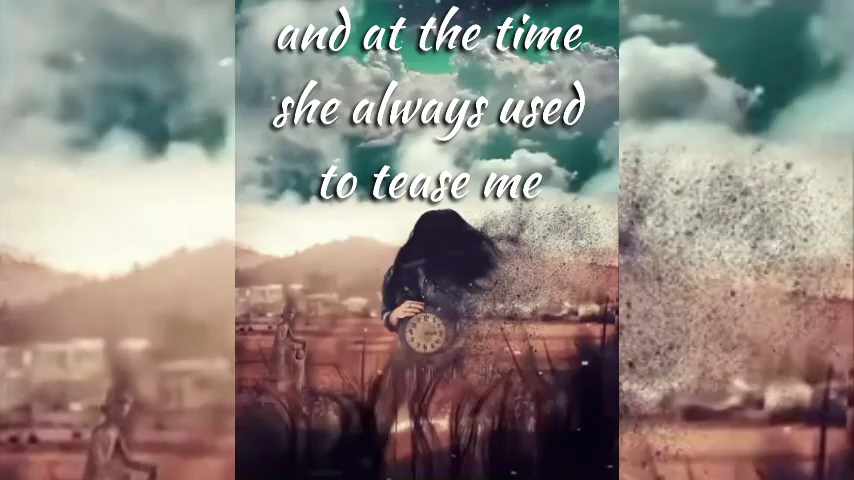 and at the time
she always used
to tease me